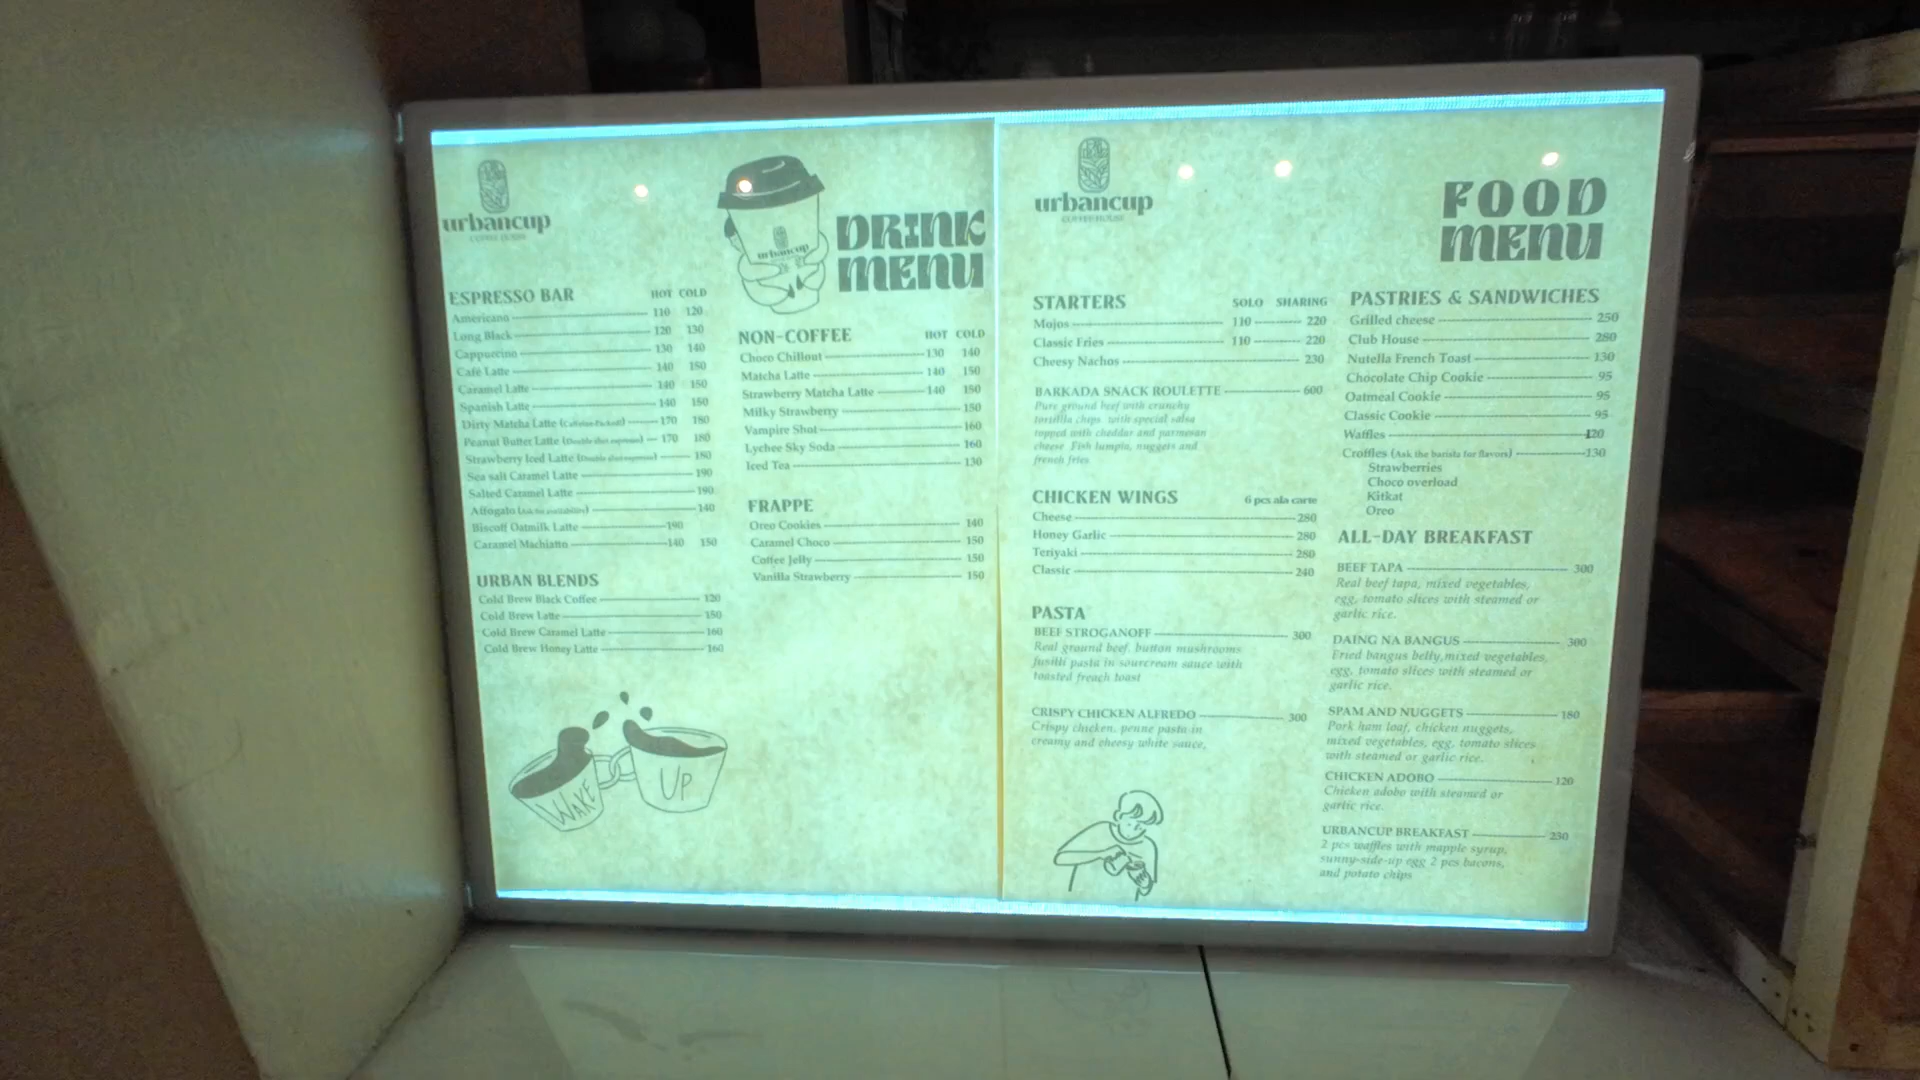 urbancup
COFFEE HOUSE
urbancup
DRINK
MENU
ESPRESSO BAR HOT COLD
Americano 110 120
Long Black 120 130
Cappuccino 130 140
Café Latte 140 150
Caramel Latte 140 150
Spanish Latte 140 150
Dirty Matcha Latte (Caffeine-Packed!) 170 180
Peanut Butter Latte (Double shot espresso) 170 180
Strawberry Iced Latte (Double shot espresso) 180
Sea salt Caramel Latte 190
Salted Caramel Latte 190
Affogato (Ask for availability) 140
Biscoff Oatmilk Latte 190
Caramel Machiatto 140 150
URBAN BLENDS
Cold Brew Black Coffee 120
Cold Brew Latte 150
Cold Brew Caramel Latte 160
Cold Brew Honey Latte 160
WAKE UP
NON-COFFEE HOT COLD
Choco Chillout 130 140
Matcha Latte 140 150
Strawberry Matcha Latte 140 150
Milky Strawberry 150
Vampire Shot 160
Lychee Sky Soda 160
Iced Tea 130
FRAPPE
Oreo Cookies 140
Caramel Choco 150
Coffee Jelly 150
Vanilla Strawberry 150
urbancup
COFFEE HOUSE
FOOD
MENU
STARTERS SOLO SHARING
Mojos 110 220
Classic Fries 110 220
Cheesy Nachos 230
BARKADA SNACK ROULETTE 600
Pure ground beef with crunchy
tortillla chips with special salsa
topped with cheddar and parmesan
cheese Fish lumpia, nuggets and
french fries
CHICKEN WINGS 6 pcs ala carte
Cheese 280
Honey Garlic 280
Teriyaki 280
Classic 240
PASTA
BEEF STROGANOFF 300
Real ground beef, button mushrooms
fusilli pasta in sourcream sauce with
toasted french toast
CRISPY CHICKEN ALFREDO 300
Crispy chicken, penne pasta in
creamy and cheesy white sauce,
PASTRIES & SANDWICHES
Grilled cheese 250
Club House 280
Nutella French Toast 130
Chocolate Chip Cookie 95
Oatmeal Cookie 95
Classic Cookie 95
Waffles 120
Croffles (Ask the barista for flavors) 130
Strawberries
Choco overload
Kitkat
Oreo
ALL-DAY BREAKFAST
BEEF TAPA 300
Real beef tapa, mixed vegetables,
egg, tomato slices with steamed or
garlic rice.
DAING NA BANGUS 300
Fried bangus belly,mixed vegetables,
egg, tomato slices with steamed or
garlic rice.
SPAM AND NUGGETS 180
Pork ham loaf, chicken nuggets,
mixed vegetables, egg, tomato slices
with steamed or garlic rice.
CHICKEN ADOBO 120
Chicken adobo with steamed or
garlic rice.
URBANCUP BREAKFAST 230
2 pcs waffles with mapple syrup,
sunny-side-up egg 2 pcs bacons,
and potato chips